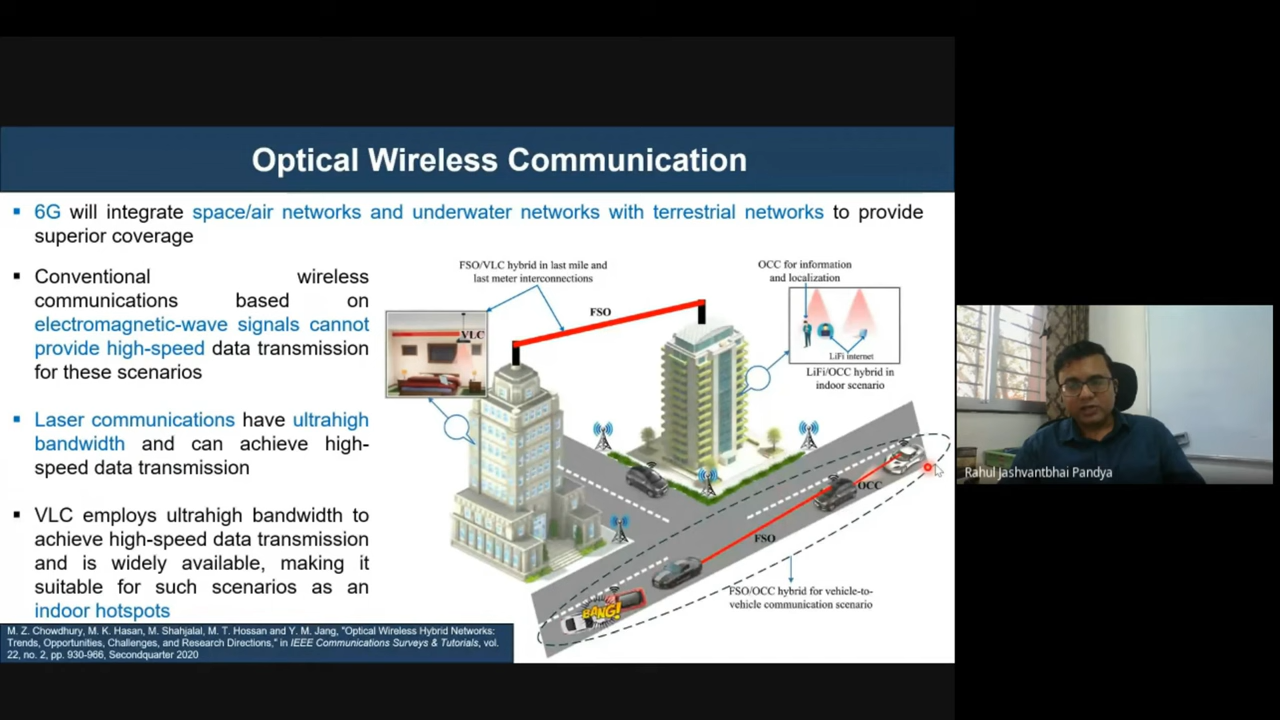 Optical Wireless Communication
▪ 6G will integrate space/air networks and underwater networks with terrestrial networks to provide
superior coverage
▪ Conventional wireless
communications based on
electromagnetic-wave signals cannot
provide high-speed data transmission
for these scenarios
▪ Laser communications have ultrahigh
bandwidth and can achieve high-
speed data transmission
▪ VLC employs ultrahigh bandwidth to
achieve high-speed data transmission
and is widely available, making it
suitable for such scenarios as an
indoor hotspots
M. Z. Chowdhury, M. K. Hasan, M. Shahjalal, M. T. Hossan and Y. M. Jang, "Optical Wireless Hybrid Networks:
Trends, Opportunities, Challenges, and Research Directions," in IEEE Communications Surveys & Tutorials, vol.
22, no. 2, pp. 930-966, Secondquarter 2020
FSO/VLC hybrid in last mile and
last meter interconnections
VLC
FSO
OCC for information
and localization
LiFi internet
LiFi/OCC hybrid in
indoor scenario
OCC
FSO
BANG!
FSO/OCC hybrid for vehicle-to-
vehicle communication scenario
Rahul Jashvantbhai Pandya